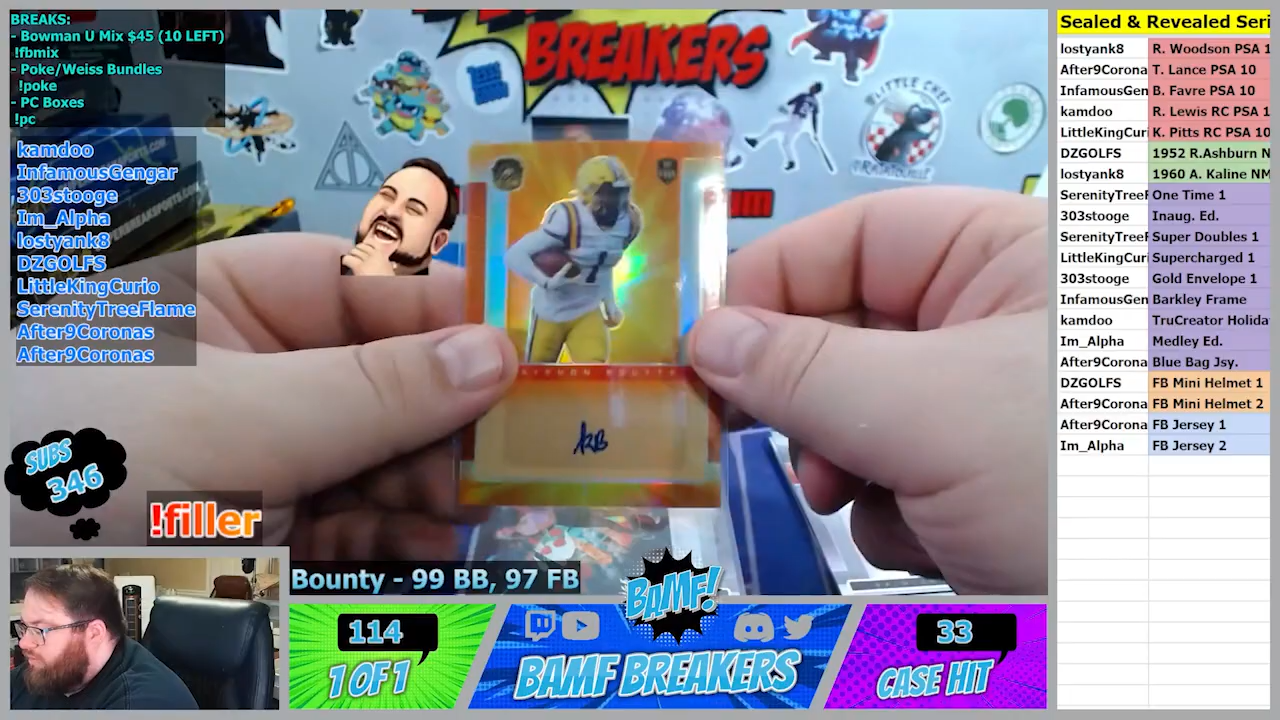 BREAKS:
- Bowman U Mix $45 (10 LEFT)
!fbmix
- Poke/Weiss Bundles
!poke
- PC Boxes
!pc
kamdoo
InfamousGengar
303stooge
Im_Alpha
lostyank8
DZGOLFS
LittleKingCurio
SerenityTreeFlame
After9Coronas
After9Coronas
SUBS
346
!filler
BREAKERS
LITTLE CHEF
RATATOUILLE
1
KB
Bounty - 99 BB, 97 FB
BAMF!
114
1 OF 1
BAMF BREAKERS
33
CASE HIT
Sealed & Revealed Seri
lostyank8 R. Woodson PSA 1
After9Corona T. Lance PSA 10
InfamousGen B. Favre PSA 10
kamdoo R. Lewis RC PSA 1
LittleKingCuri K. Pitts RC PSA 10
DZGOLFS 1952 R.Ashburn N
lostyank8 1960 A. Kaline NM
SerenityTreeF One Time 1
303stooge Inaug. Ed.
SerenityTreeF Super Doubles 1
LittleKingCuri Supercharged 1
303stooge Gold Envelope 1
InfamousGen Barkley Frame
kamdoo TruCreator Holida
Im_Alpha Medley Ed.
After9Corona Blue Bag Jsy.
DZGOLFS FB Mini Helmet 1
After9Corona FB Mini Helmet 2
After9Corona FB Jersey 1
Im_Alpha FB Jersey 2